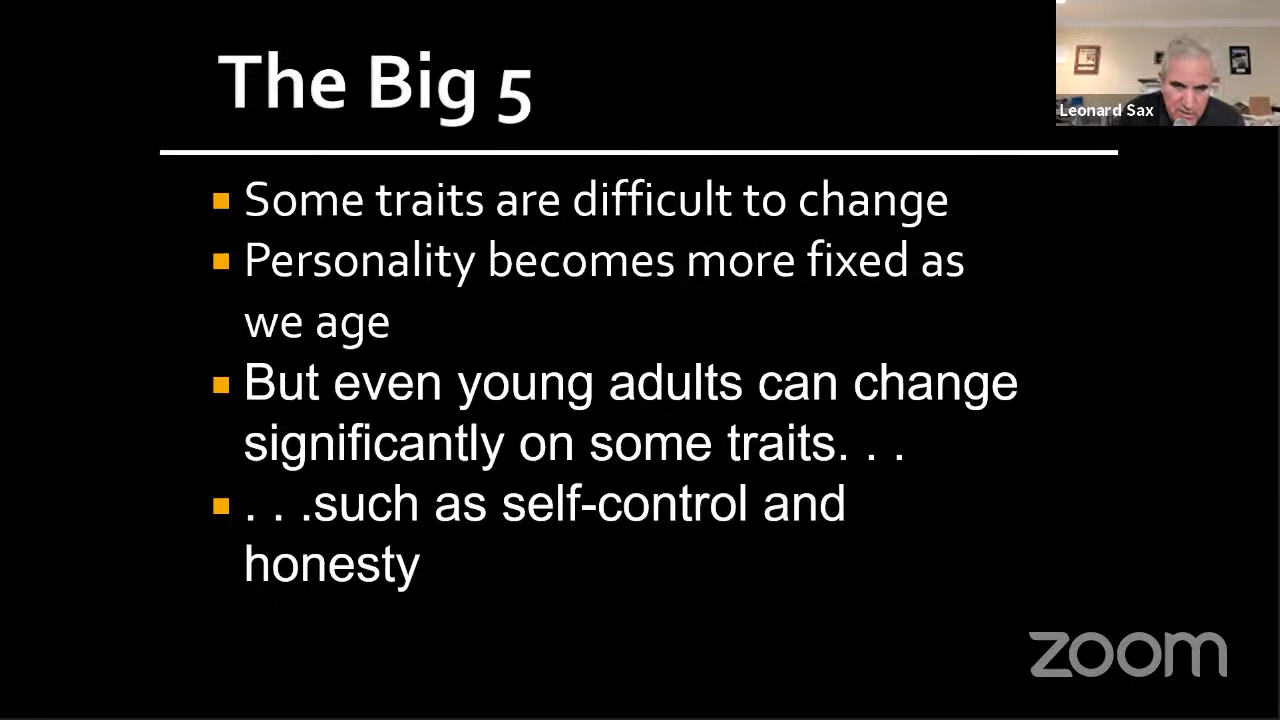 The Big 5
Leonard Sax
Some traits are difficult to change
Personality becomes more fixed as
we age
But even young adults can change
significantly on some traits. . .
. . .such as self-control and
honesty
zoom